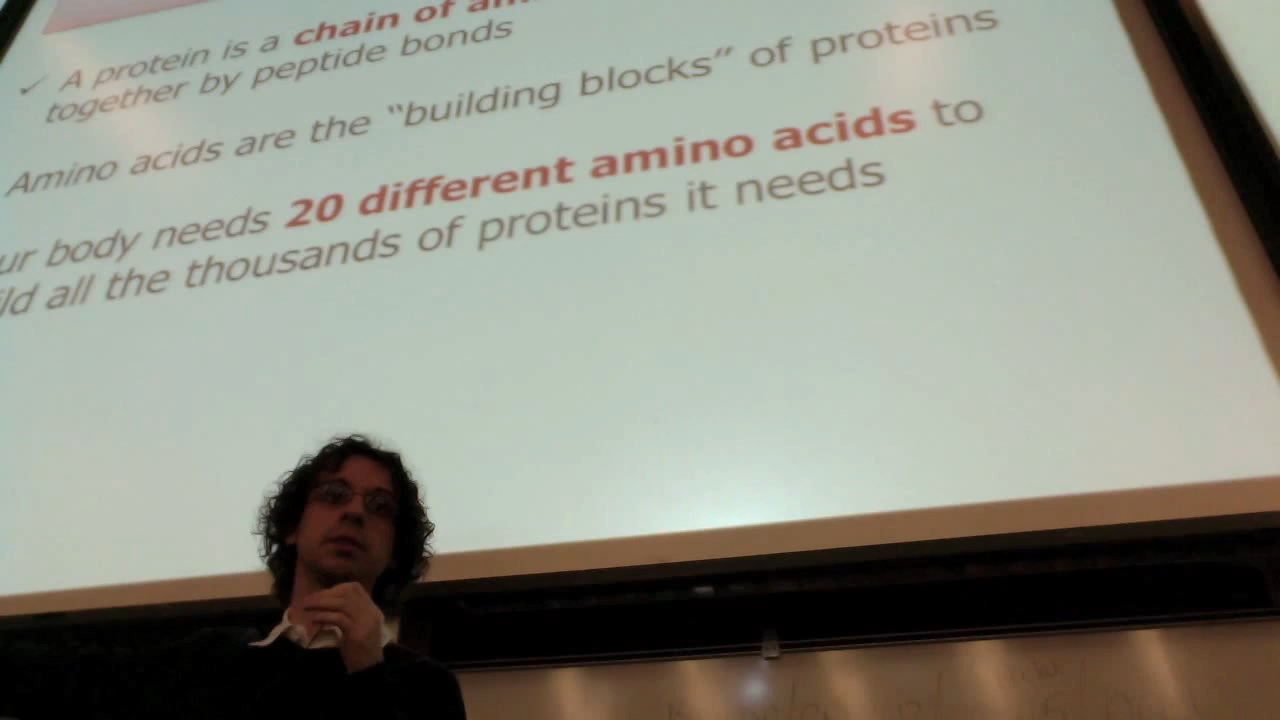 ✓ A protein is a chain of
together by peptide bonds
Amino acids are the “building blocks” of proteins
body needs 20 different amino acids to
all the thousands of proteins it needs